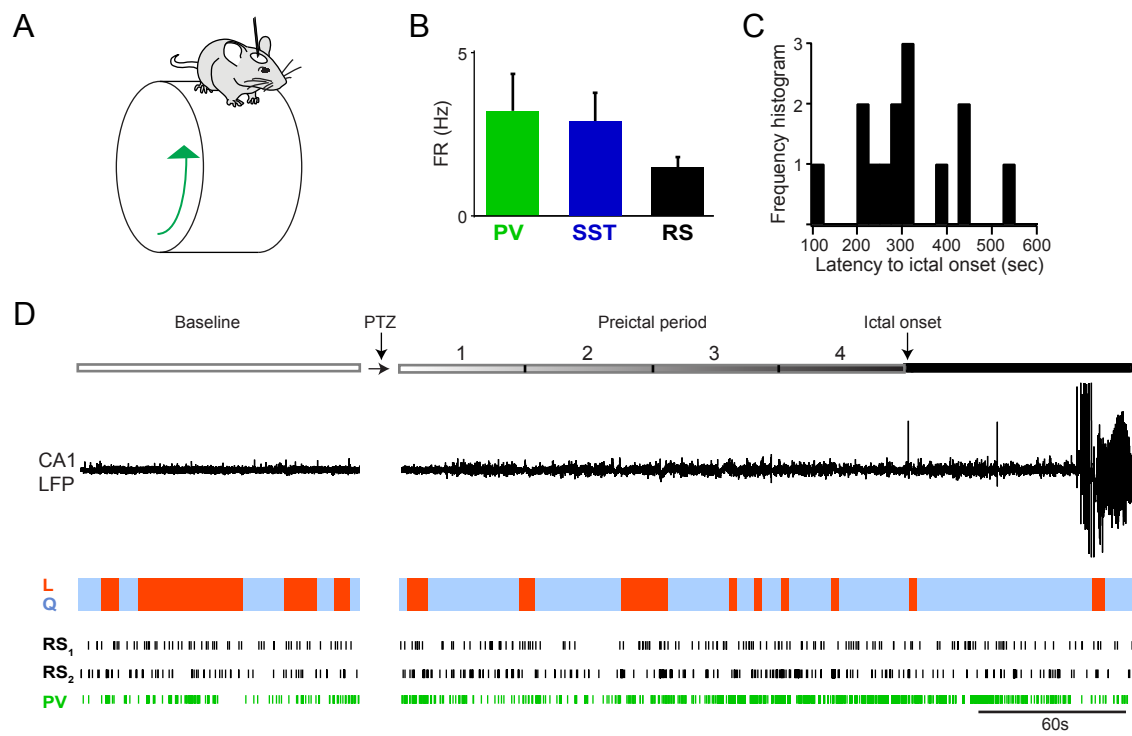 A
B
C
5
FR (Hz)
0
PV SST RS
3
2
1
Frequency histogram
100 200 300 400 500 600
Latency to ictal onset (sec)
D
Baseline PTZ Preictal period Ictal onset
1 2 3 4
CA1
LFP
L
Q
RS1
RS2
PV
60s